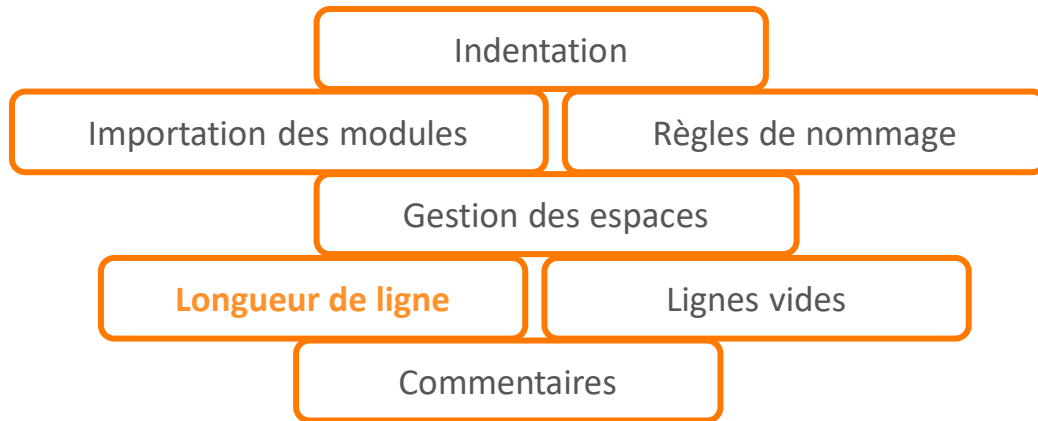 Indentation
Importation des modules
Règles de nommage
Gestion des espaces
Longueur de ligne
Lignes vides
Commentaires